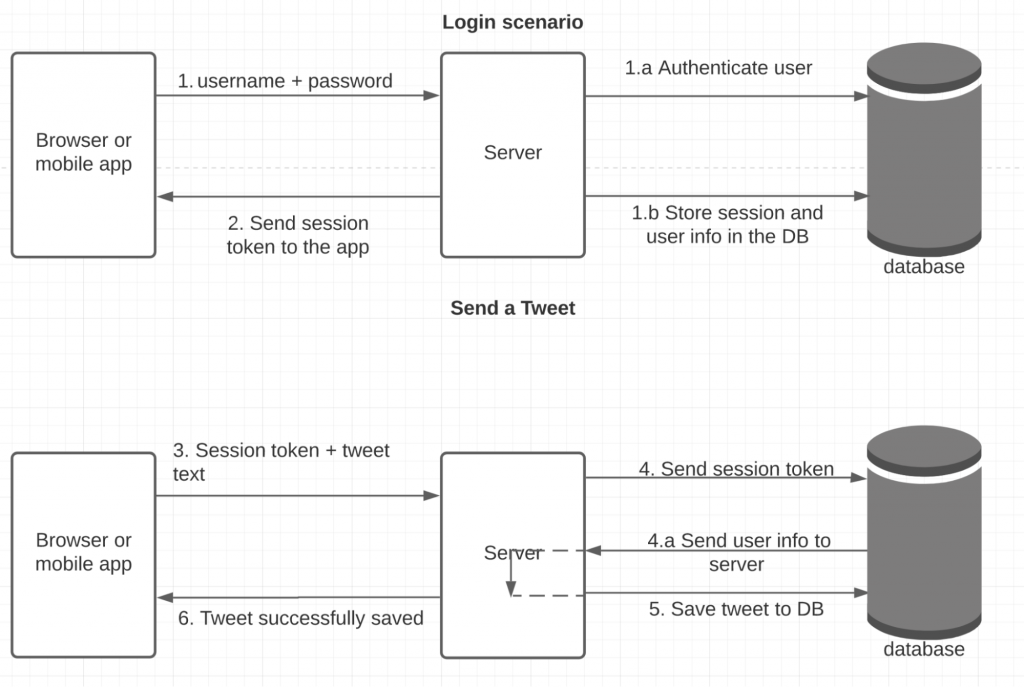 Login scenario
1. username + password
1.a Authenticate user
Browser or
mobile app
Server
2. Send session
token to the app
1.b Store session and
user info in the DB
database
Send a Tweet
3. Session token + tweet
text
4. Send session token
Browser or
mobile app
Server
4.a Send user info to
server
6. Tweet successfully saved
5. Save tweet to DB
database